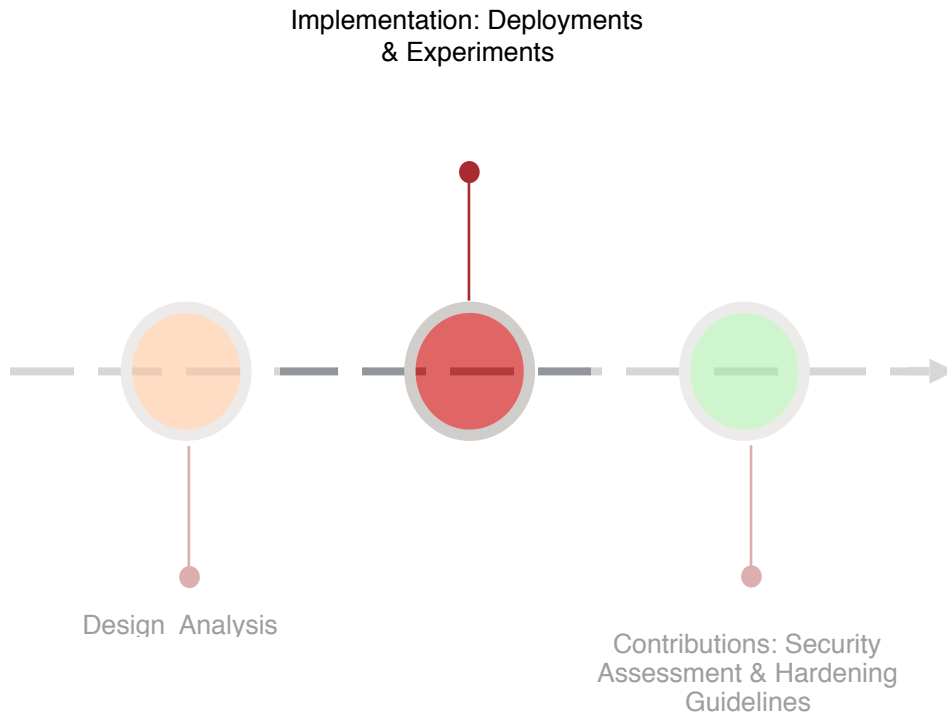 Implementation: Deployments
& Experiments
Design Analysis
Contributions: Security
Assessment & Hardening
Guidelines